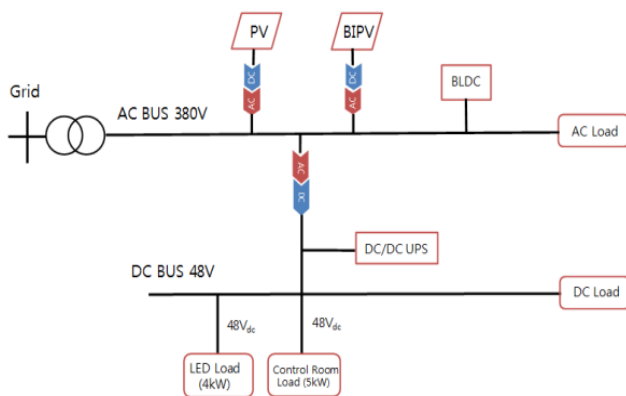 PV
BIPV
DC
DC
BLDC
Grid
AC
AC
AC BUS 380V
AC Load
AC
DC
DC/DC UPS
DC BUS 48V
DC Load
48Vdc
48Vdc
LED Load
(4kW)
Control Room
Load (5kW)